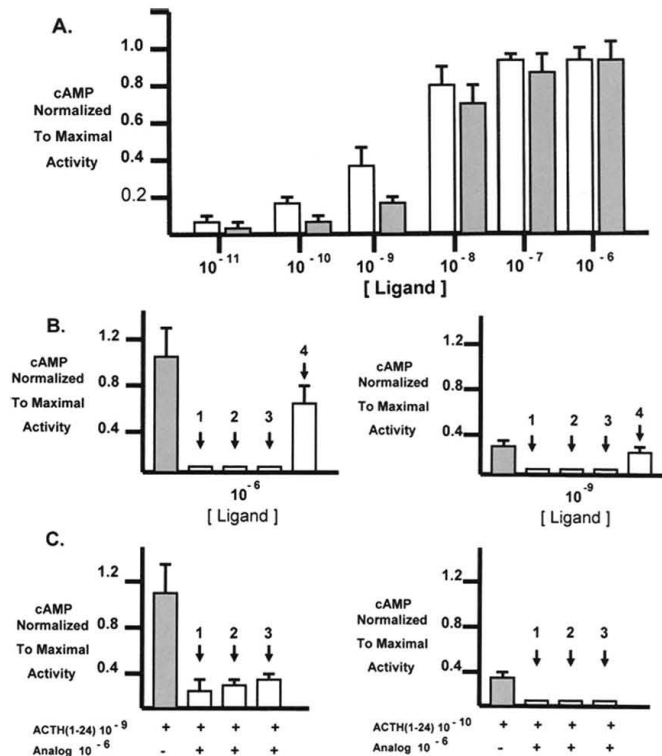 A.
cAMP
Normalized
To Maximal
Activity
1.0
0.8
0.6
0.4
0.2
10⁻¹¹ 10⁻¹⁰ 10⁻⁹ 10⁻⁸ 10⁻⁷ 10⁻⁶
[ Ligand ]
B.
cAMP
Normalized
To Maximal
Activity
1.2
0.8
0.4
1 2 3 4
10⁻⁶
[ Ligand ]
cAMP
Normalized
To Maximal
Activity
1.2
0.8
0.4
1 2 3 4
10⁻⁹
[ Ligand ]
C.
cAMP
Normalized
To Maximal
Activity
1.2
0.8
0.4
1 2 3
ACTH(1-24) 10⁻⁹ + + + +
Analog 10⁻⁶ - + + +
cAMP
Normalized
To Maximal
Activity
1.2
0.8
0.4
1 2 3
ACTH(1-24) 10⁻¹⁰ + + + +
Analog 10⁻⁶ - + + +